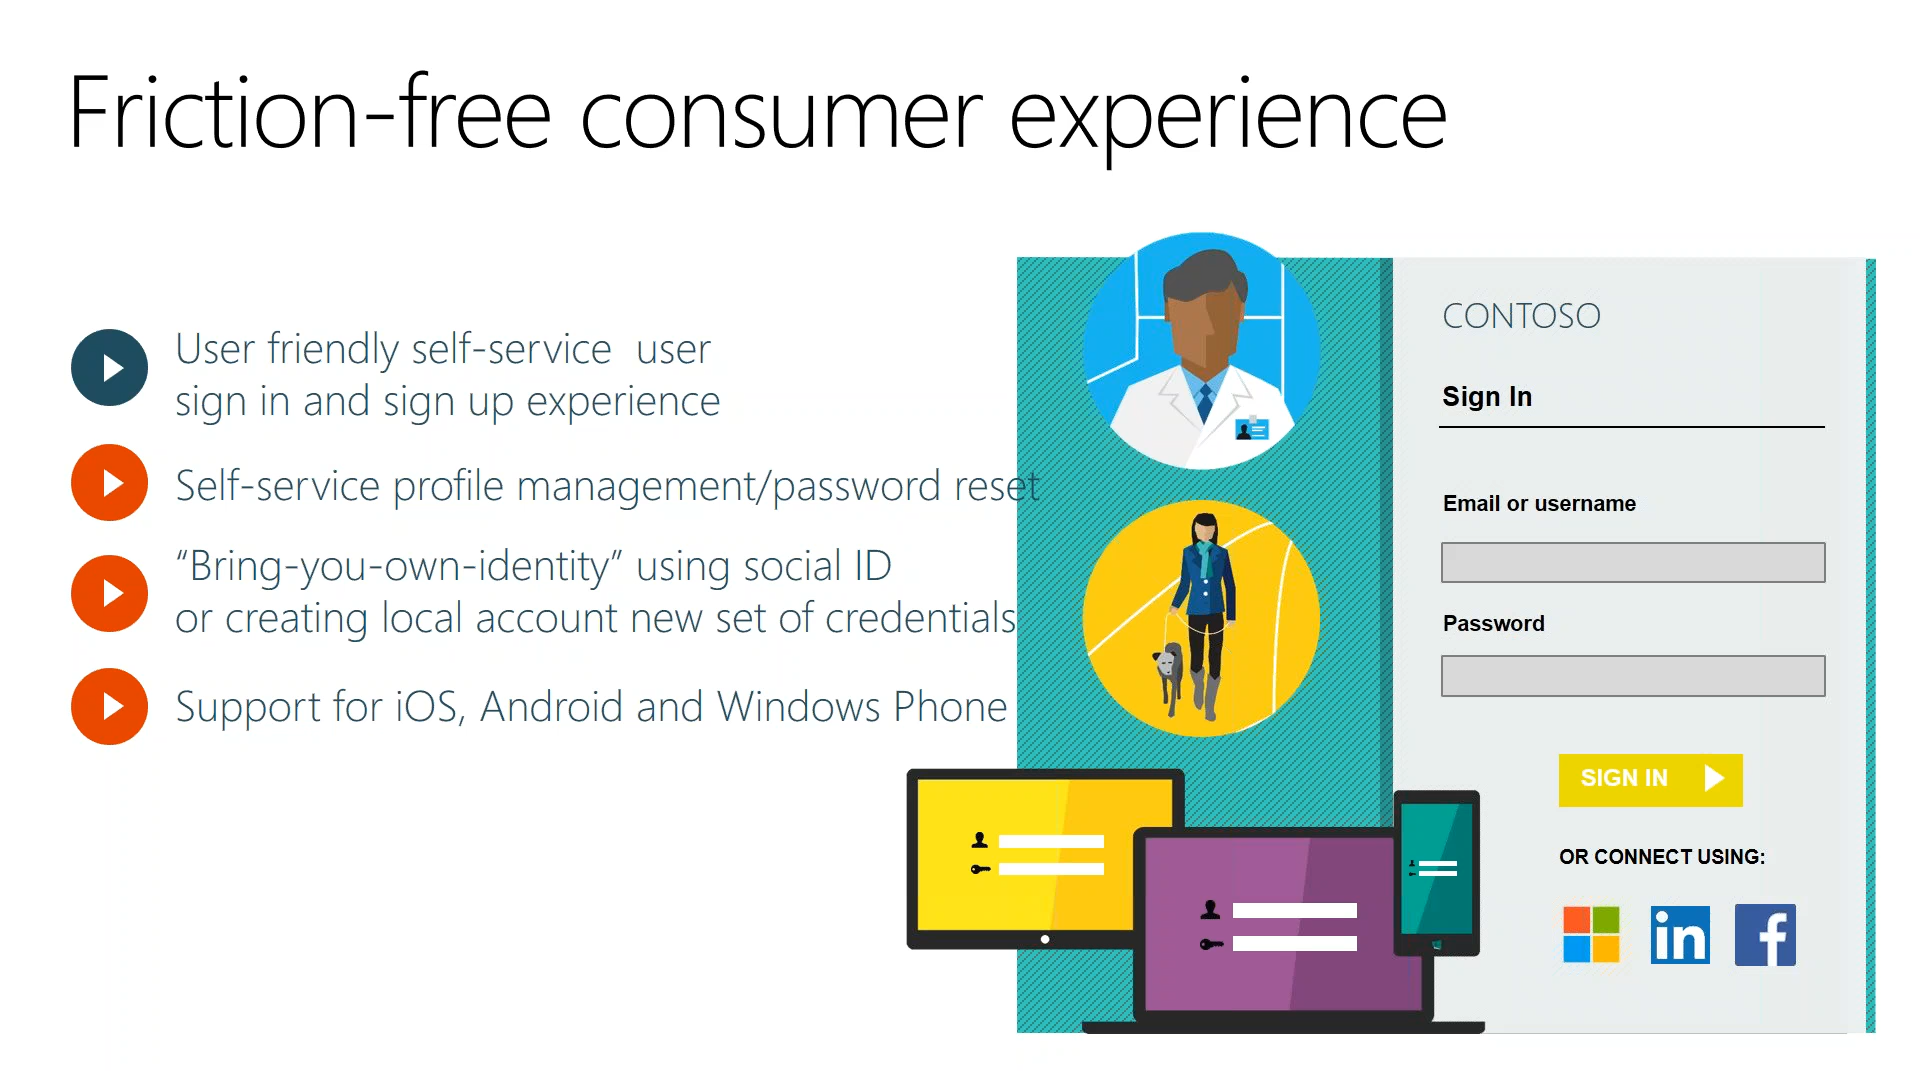 Friction-free consumer experience
User friendly self-service  user
sign in and sign up experience
Self-service profile management/password reset
“Bring-you-own-identity” using social ID
or creating local account new set of credentials
Support for iOS, Android and Windows Phone
CONTOSO
Sign In
Email or username
Password
SIGN IN
OR CONNECT USING:
in
f